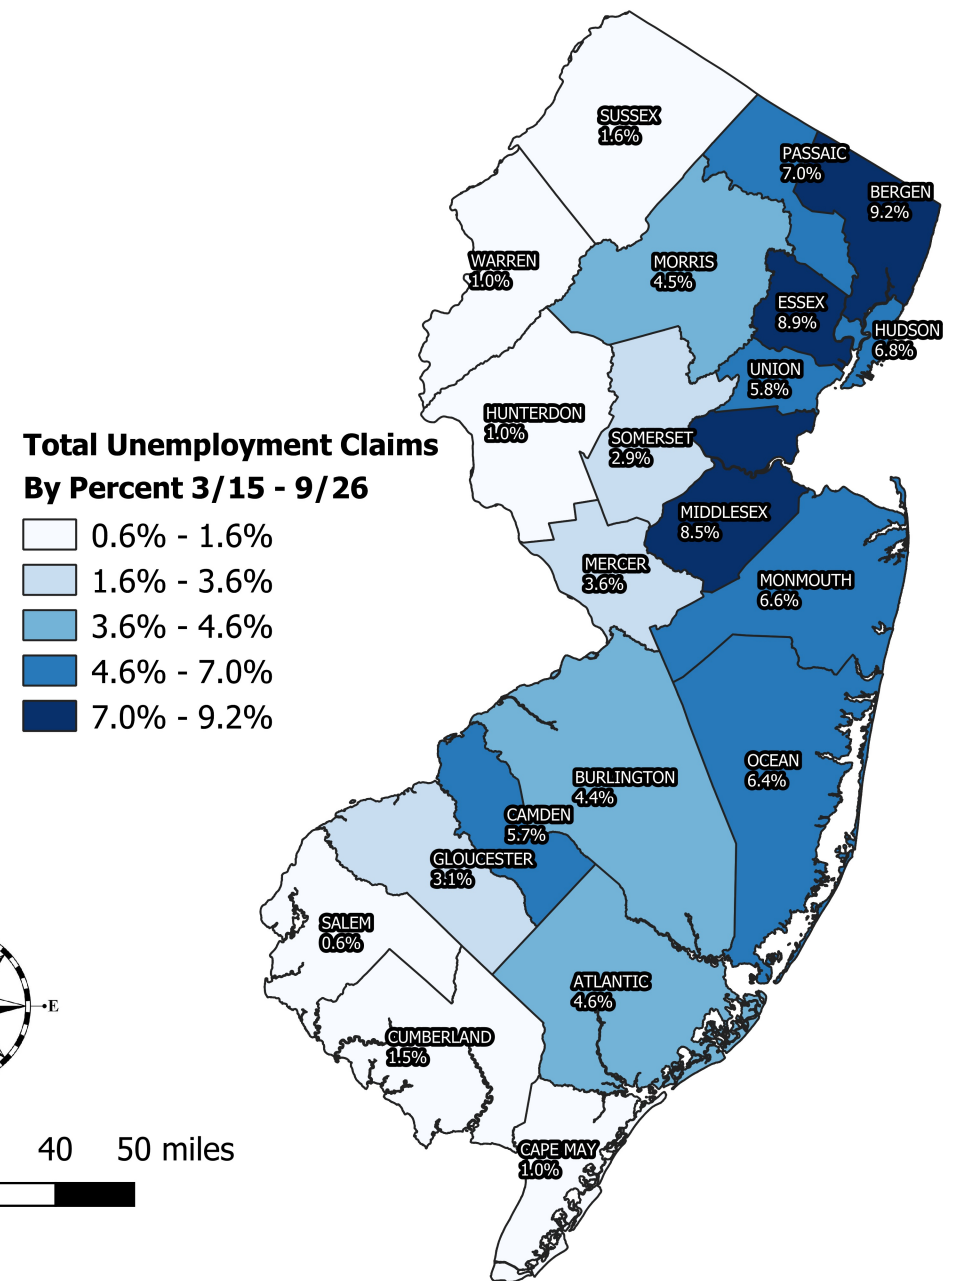 SUSSEX
1.6%
PASSAIC
7.0%
BERGEN
9.2%
WARREN
1.0%
MORRIS
4.5%
ESSEX
8.9%
HUDSON
6.8%
UNION
5.8%
HUNTERDON
1.0%
SOMERSET
2.9%
Total Unemployment Claims
By Percent 3/15 - 9/26
0.6% - 1.6%
1.6% - 3.6%
3.6% - 4.6%
4.6% - 7.0%
7.0% - 9.2%
MIDDLESEX
8.5%
MERCER
3.6%
MONMOUTH
6.6%
OCEAN
6.4%
BURLINGTON
4.4%
CAMDEN
5.7%
GLOUCESTER
3.1%
SALEM
0.6%
ATLANTIC
4.6%
E
CUMBERLAND
1.5%
CAPE MAY
1.0%
40 50 miles